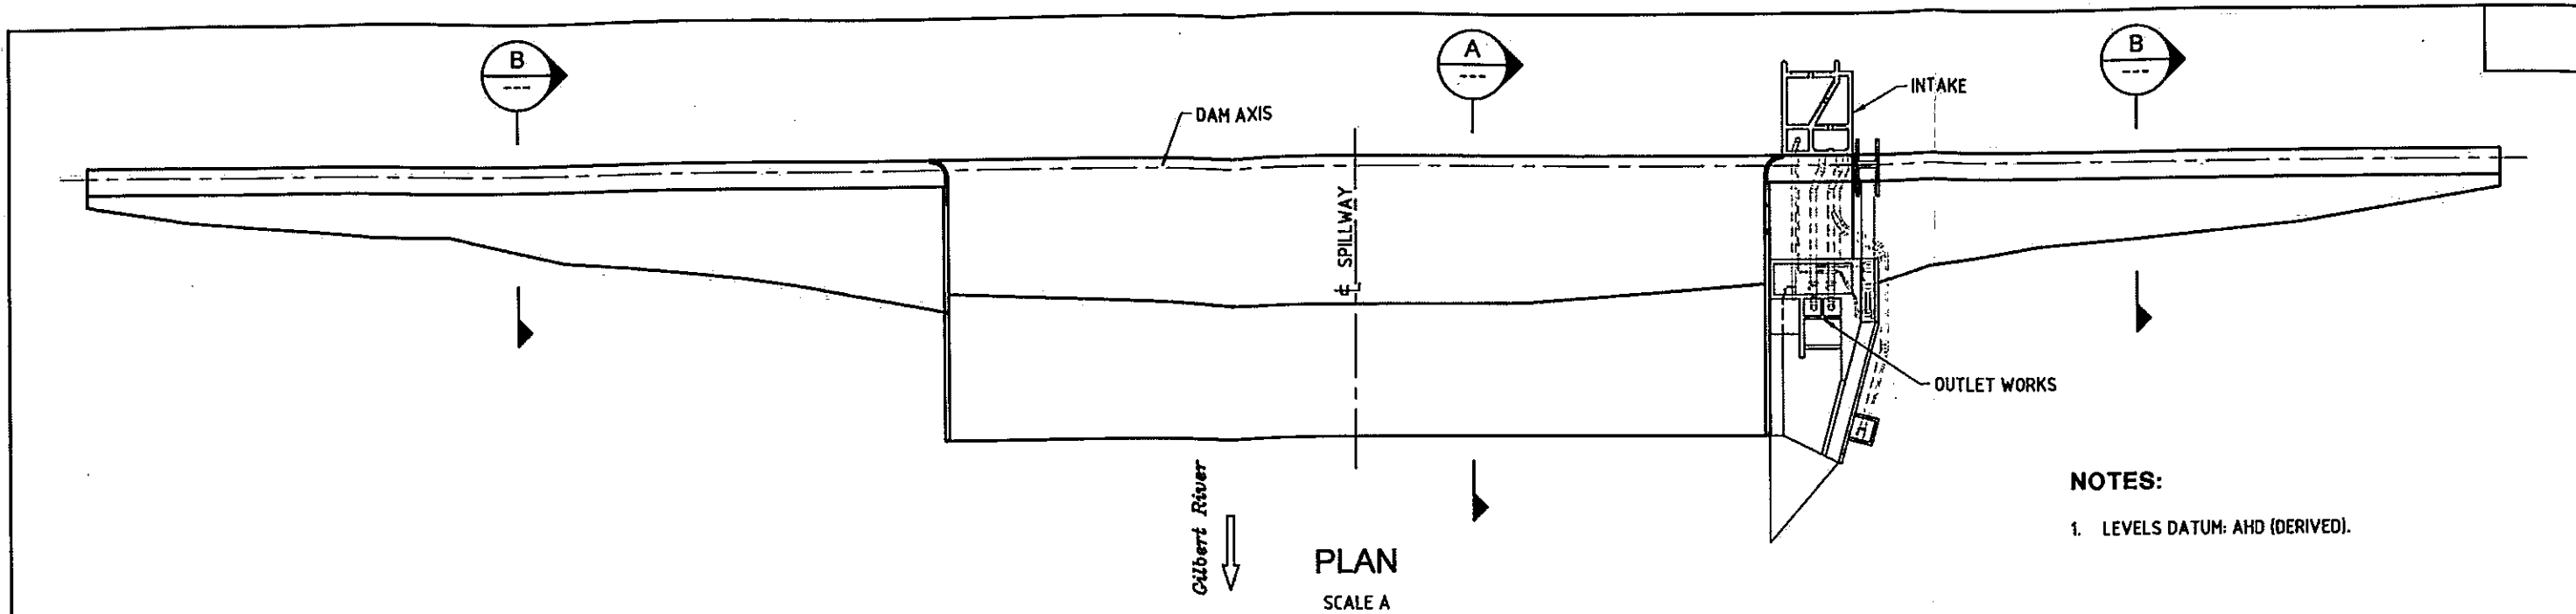 B
---
A
---
B
---
INTAKE
DAM AXIS
℄ SPILLWAY
OUTLET WORKS
Gilbert River
NOTES:
1. LEVELS DATUM: AHD (DERIVED).
PLAN
SCALE A